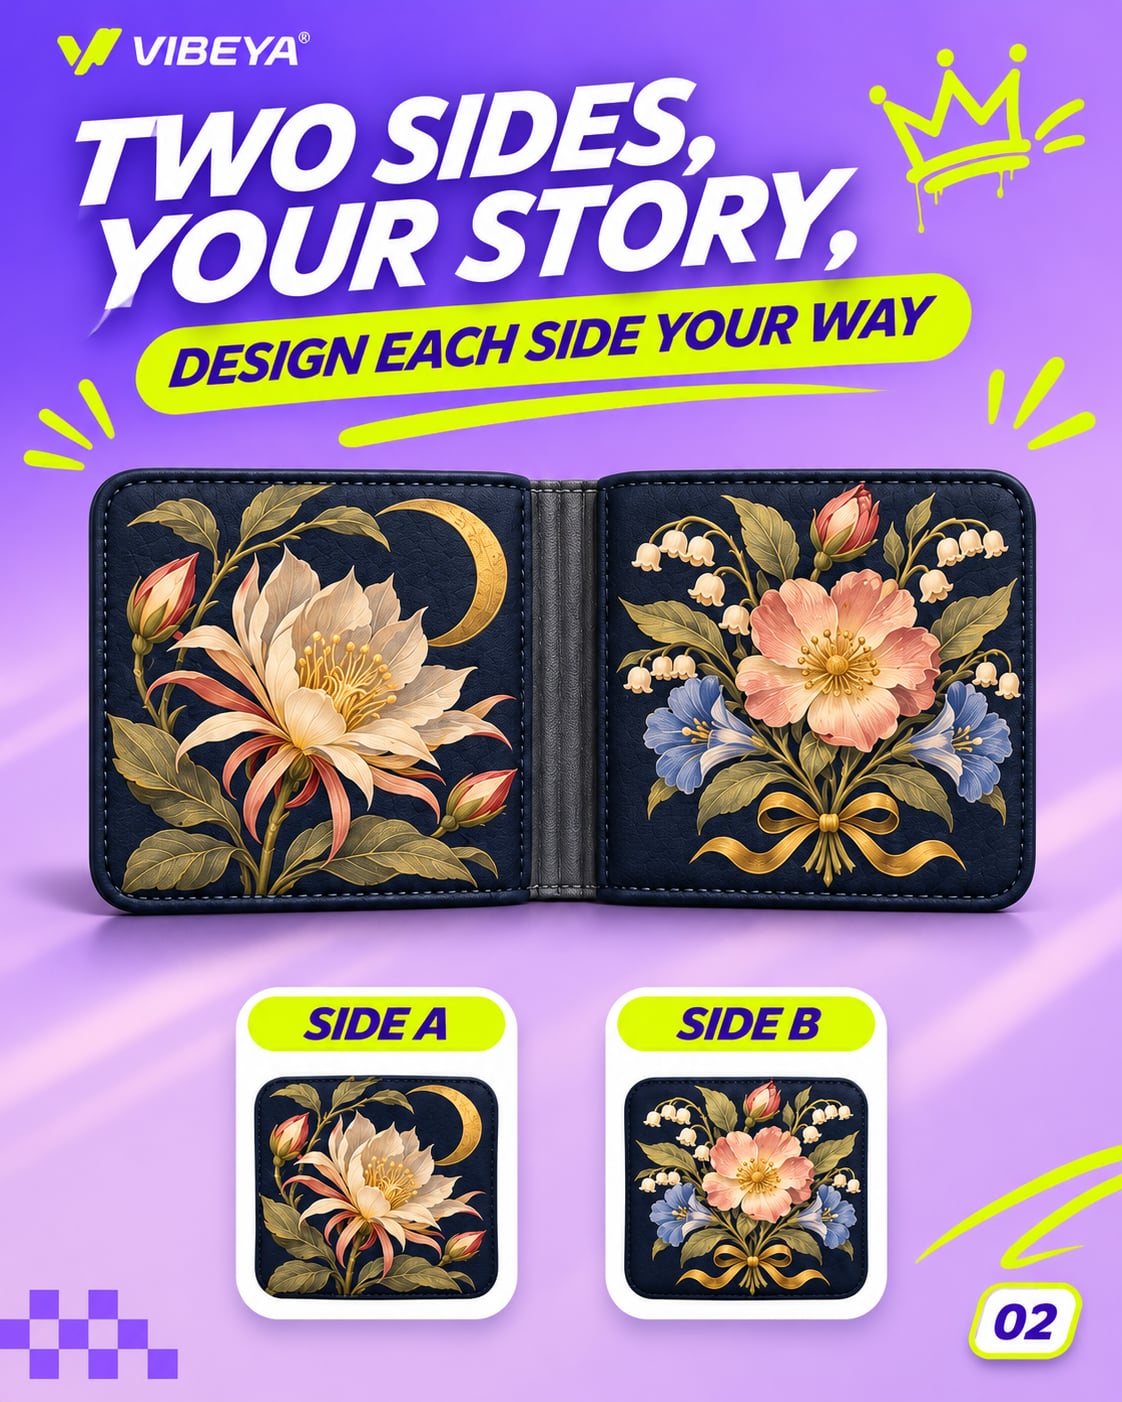 VIBEYA®
TWO SIDES,
YOUR STORY,
DESIGN EACH SIDE YOUR WAY
SIDE A
SIDE B
02